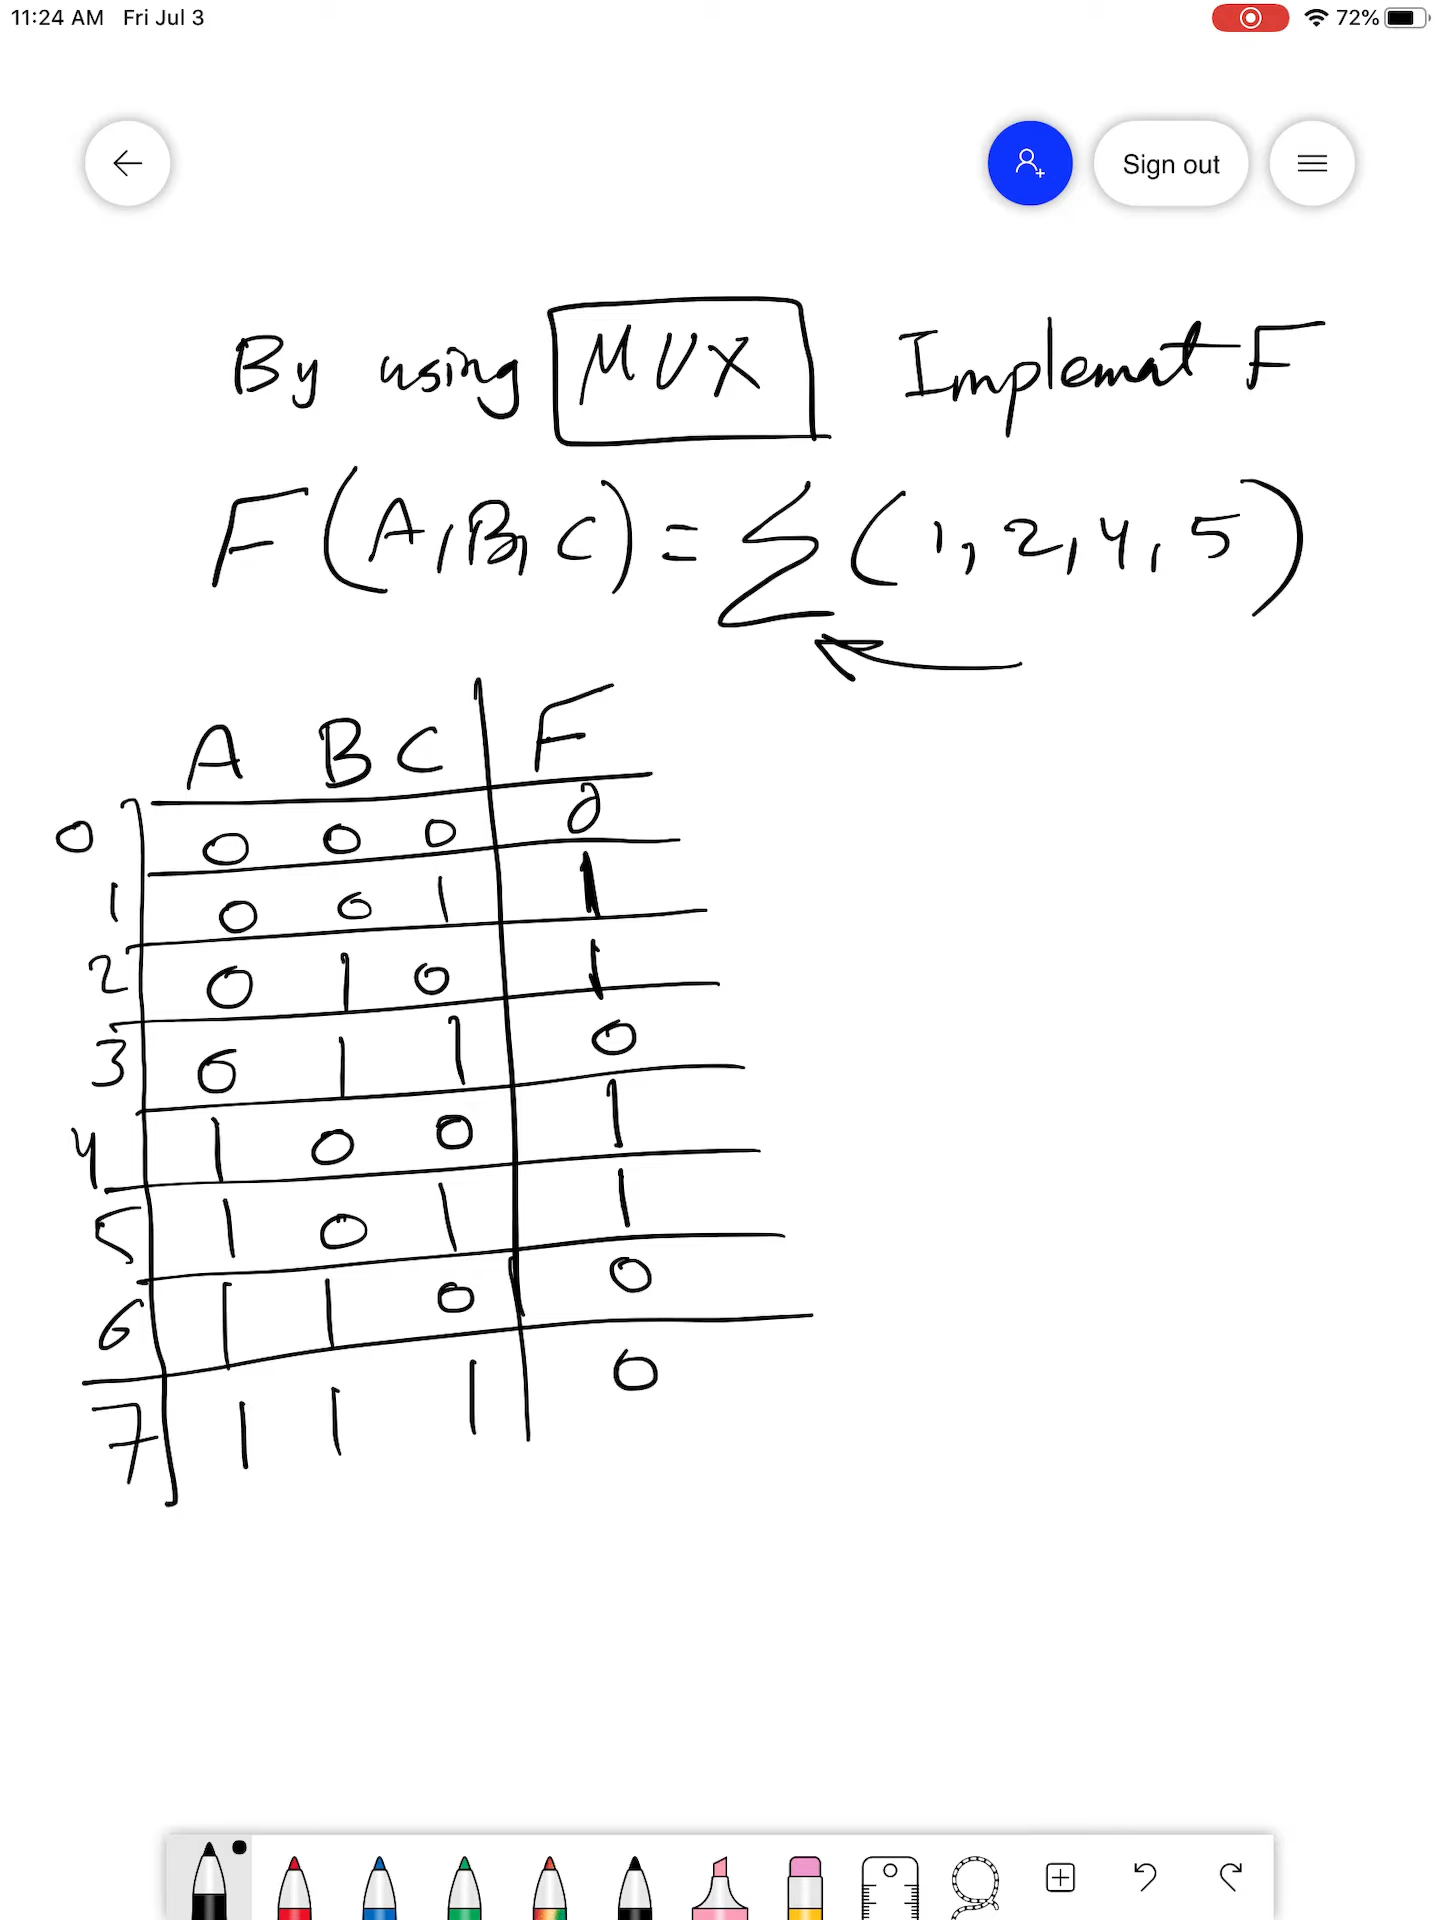 11:24 AM Fri Jul 3 72%
Sign out
By using MUX Implemat F
F(A,B,C) = ∑(1,2,4,5)
A B C F
0 0 0 0 0
1 0 0 1 1
2 0 1 0 1
3 0 1 1 0
4 1 0 0 1
5 1 0 1 1
6 1 1 0 0
7 1 1 1 0